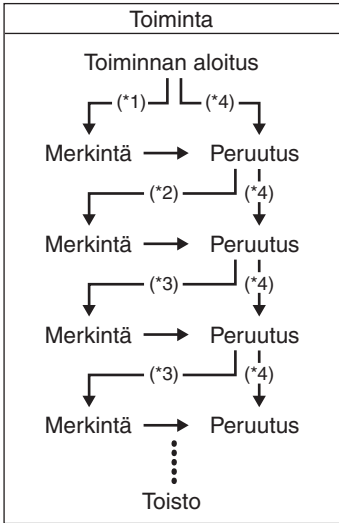 Toiminta
Toiminnan aloitus
(*1) (*4)
Merkintä Peruutus
(*2) (*4)
Merkintä Peruutus
(*3) (*4)
Merkintä Peruutus
(*3) (*4)
Merkintä Peruutus
Toisto